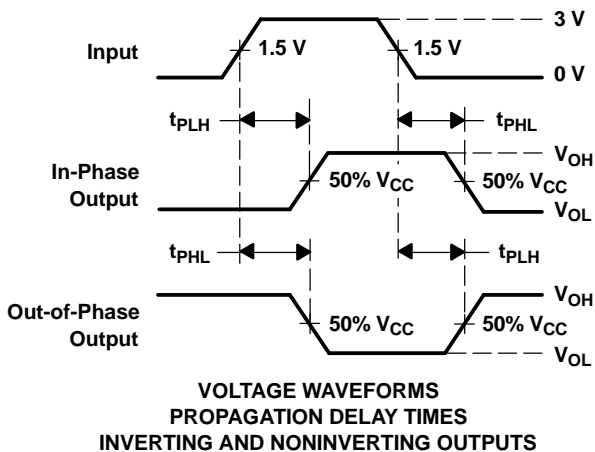 3 V
Input
1.5 V
1.5 V
0 V
tPLH
tPHL
VOH
In-Phase
Output
50% VCC
50% VCC
VOL
tPHL
tPLH
VOH
Out-of-Phase
Output
50% VCC
50% VCC
VOL
VOLTAGE WAVEFORMS
PROPAGATION DELAY TIMES
INVERTING AND NONINVERTING OUTPUTS